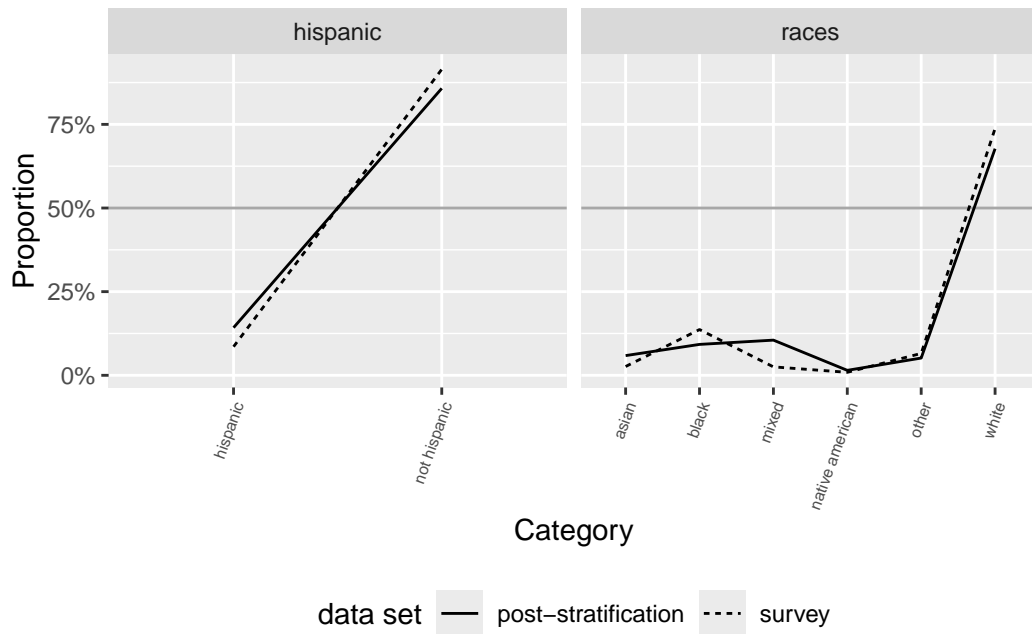 hispanic
races
Proportion
75%
50%
25%
0%
hispanic
not hispanic
asian
black
mixed
native american
other
white
Category
data set
post−stratification
survey